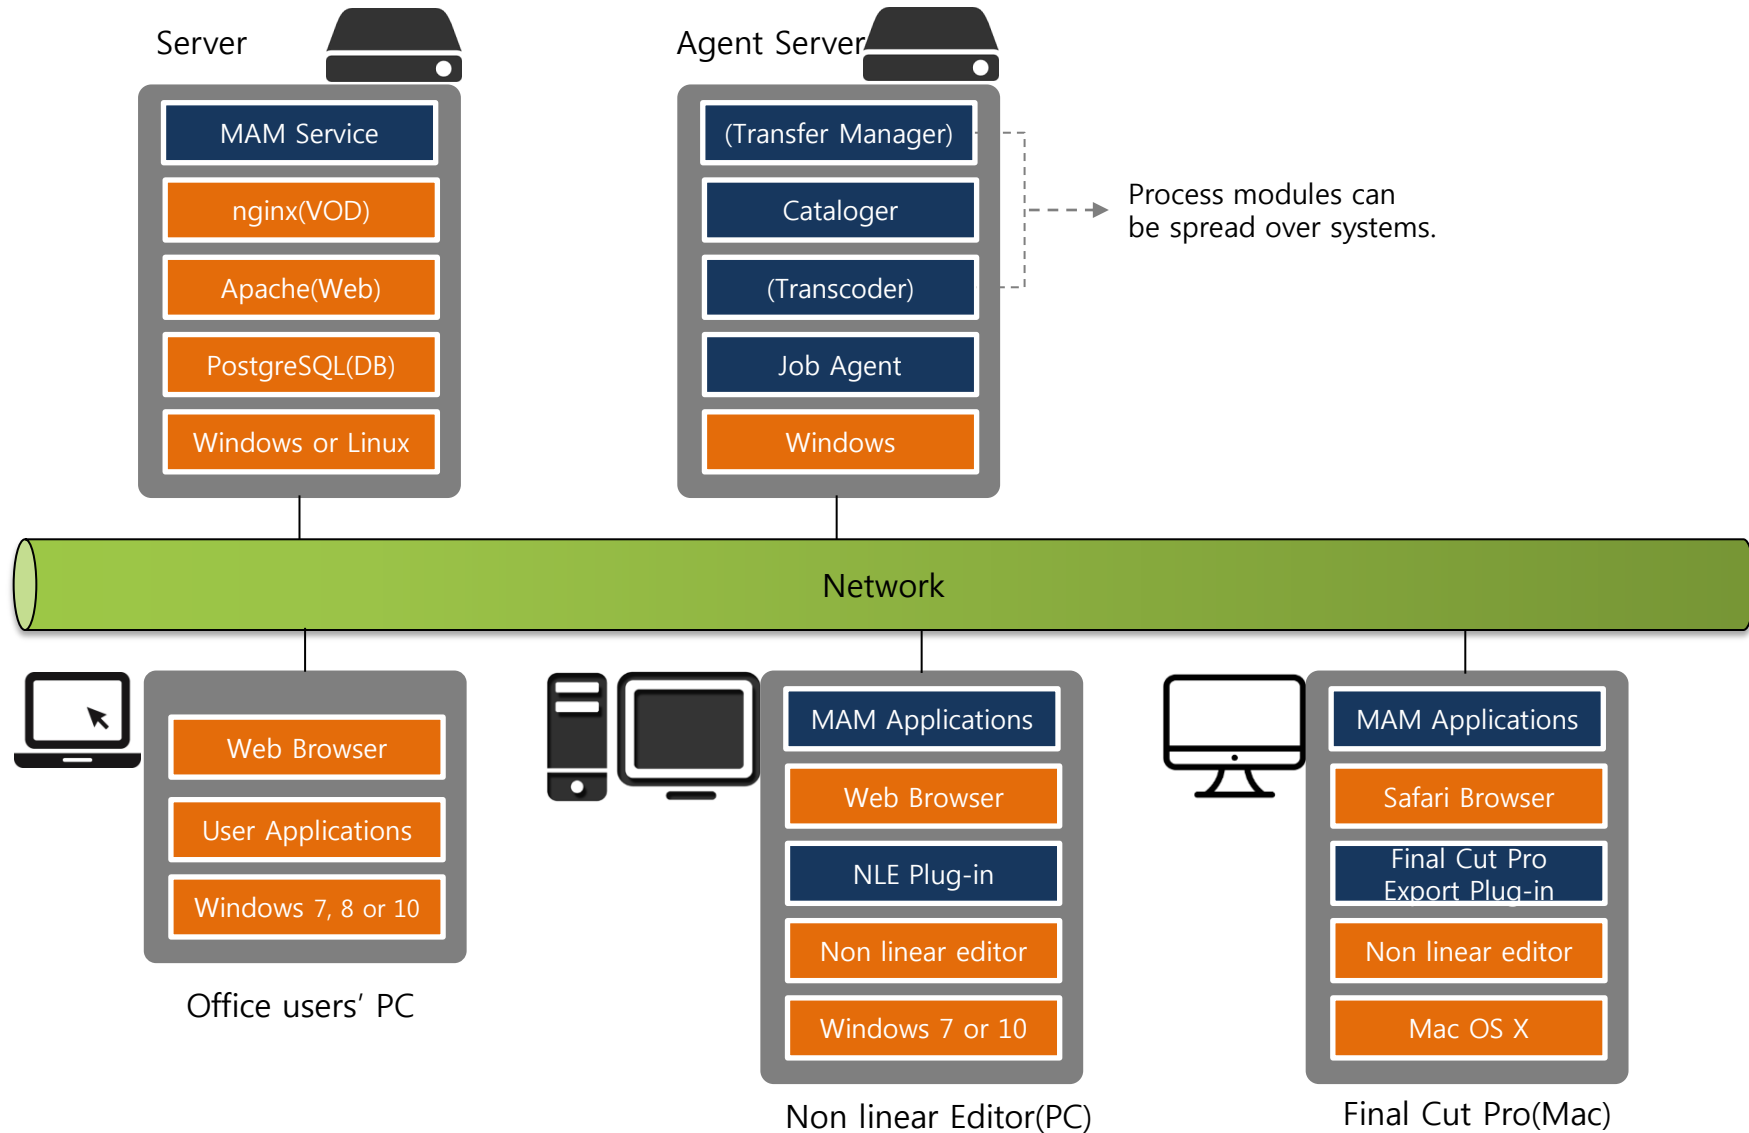 Server
MAM Service
nginx(VOD)
Apache(Web)
PostgreSQL(DB)
Windows or Linux
Agent Server
(Transfer Manager)
Cataloger
(Transcoder)
Job Agent
Windows
Process modules can
be spread over systems.
Network
Web Browser
User Applications
Windows 7, 8 or 10
Office users’ PC
MAM Applications
Web Browser
NLE Plug-in
Non linear editor
Windows 7 or 10
Non linear Editor(PC)
MAM Applications
Safari Browser
Final Cut Pro
Export Plug-in
Non linear editor
Mac OS X
Final Cut Pro(Mac)